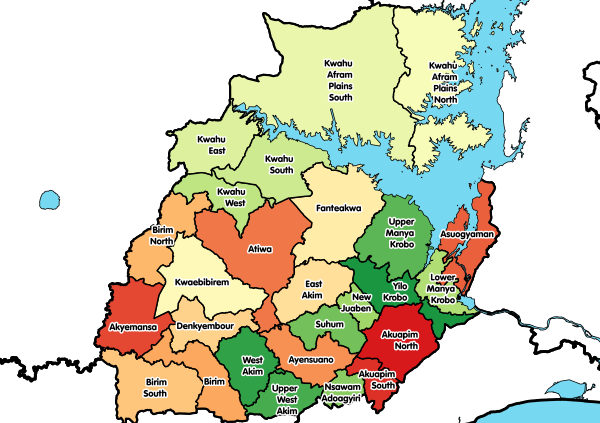 Kwahu
Afram
Plains
South
Kwahu
Afram
Plains
North
Kwahu
East
Kwahu
South
Kwahu
West
Fanteakwa
Upper
Manya
Krobo
Asuogyaman
Birim
North
Atiwa
Kwaebibirem
East
Akim
New
Juaben
Yilo
Krobo
Lower
Manya
Krobo
Akyemansa
Denkyembour
Suhum
Akuapim
North
West
Akim
Ayensuano
Birim
South
Birim
Upper
West
Akim
Nsawam
Adoagyiri
Akuapim
South